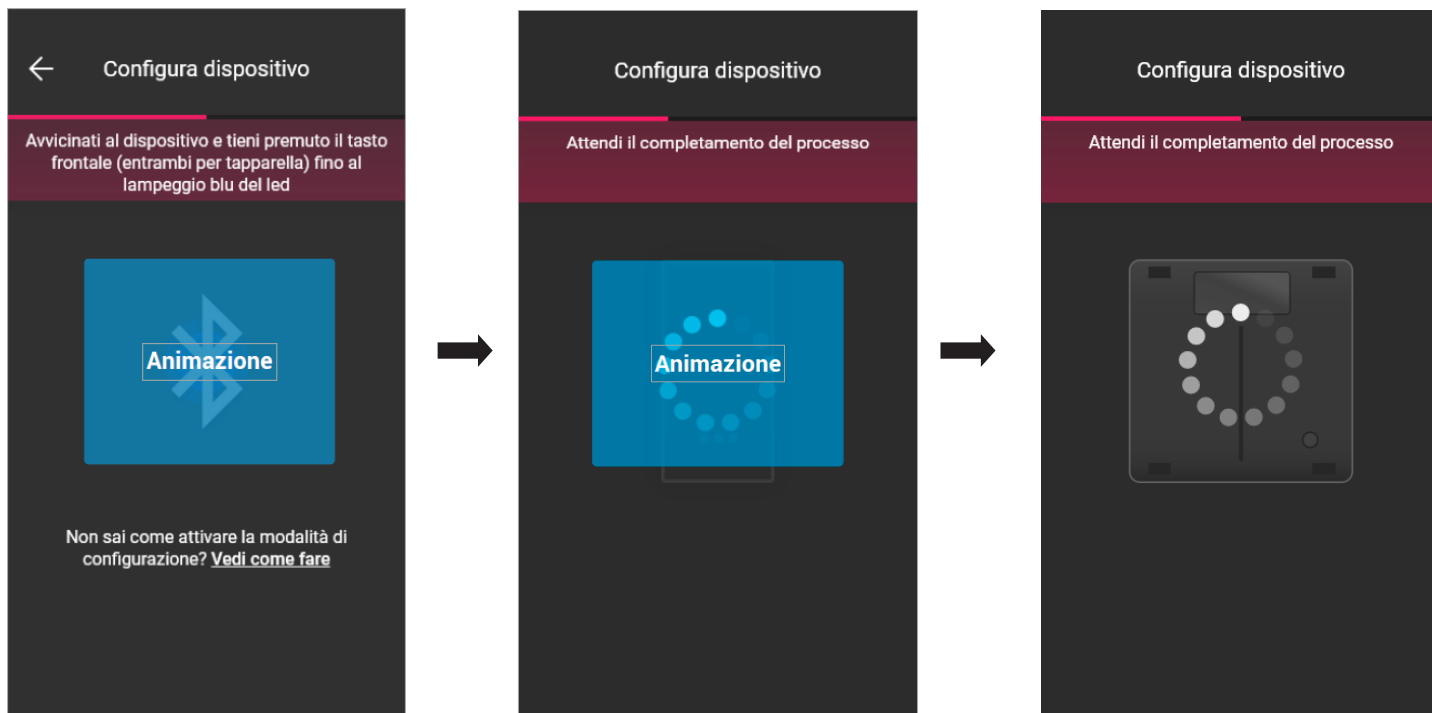 Configura dispositivo
Avvicinati al dispositivo e tieni premuto il tasto
frontale (entrambi per tapparella) fino al
lampeggio blu del led
Animazione
Non sai come attivare la modalità di
configurazione? Vedi come fare
Configura dispositivo
Attendi il completamento del processo
Animazione
Configura dispositivo
Attendi il completamento del processo